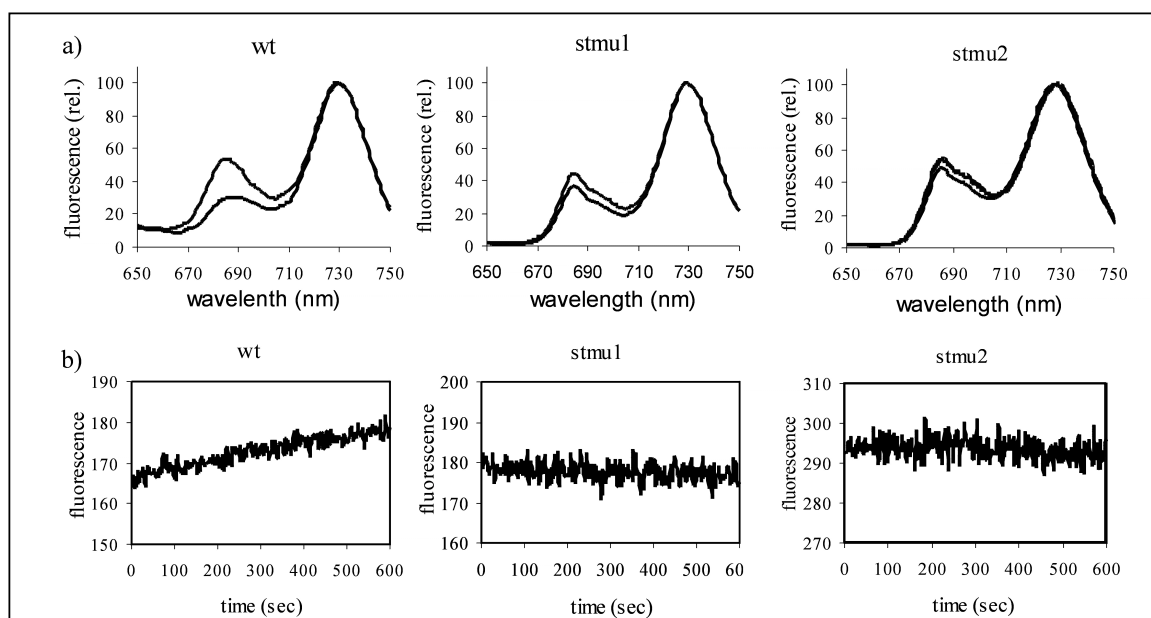 a)
wt
stmu1
stmu2
fluorescence (rel.)
100
80
60
40
20
0
650 670 690 710 730 750
wavelenth (nm)
fluorescence (rel.)
100
80
60
40
20
0
650 670 690 710 730 750
wavelength (nm)
fluorescence (rel.)
100
80
60
40
20
0
650 670 690 710 730 750
wavelength (nm)
b)
wt
stmu1
stmu2
fluorescence
190
180
170
160
150
0 100 200 300 400 500 600
time (sec)
fluorescence
200
190
180
170
160
0 100 200 300 400 500 60
time (sec)
fluorescence
310
300
290
280
270
0 100 200 300 400 500 600
time (sec)